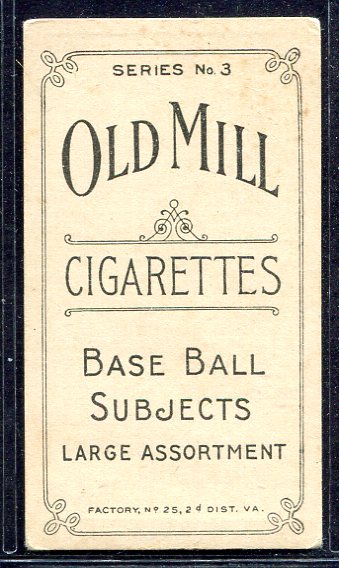 SERIES No. 3
OLD MILL
CIGARETTES
BASE BALL
SUBJECTS
LARGE ASSORTMENT
FACTORY, Nº 25, 2d DIST. VA.